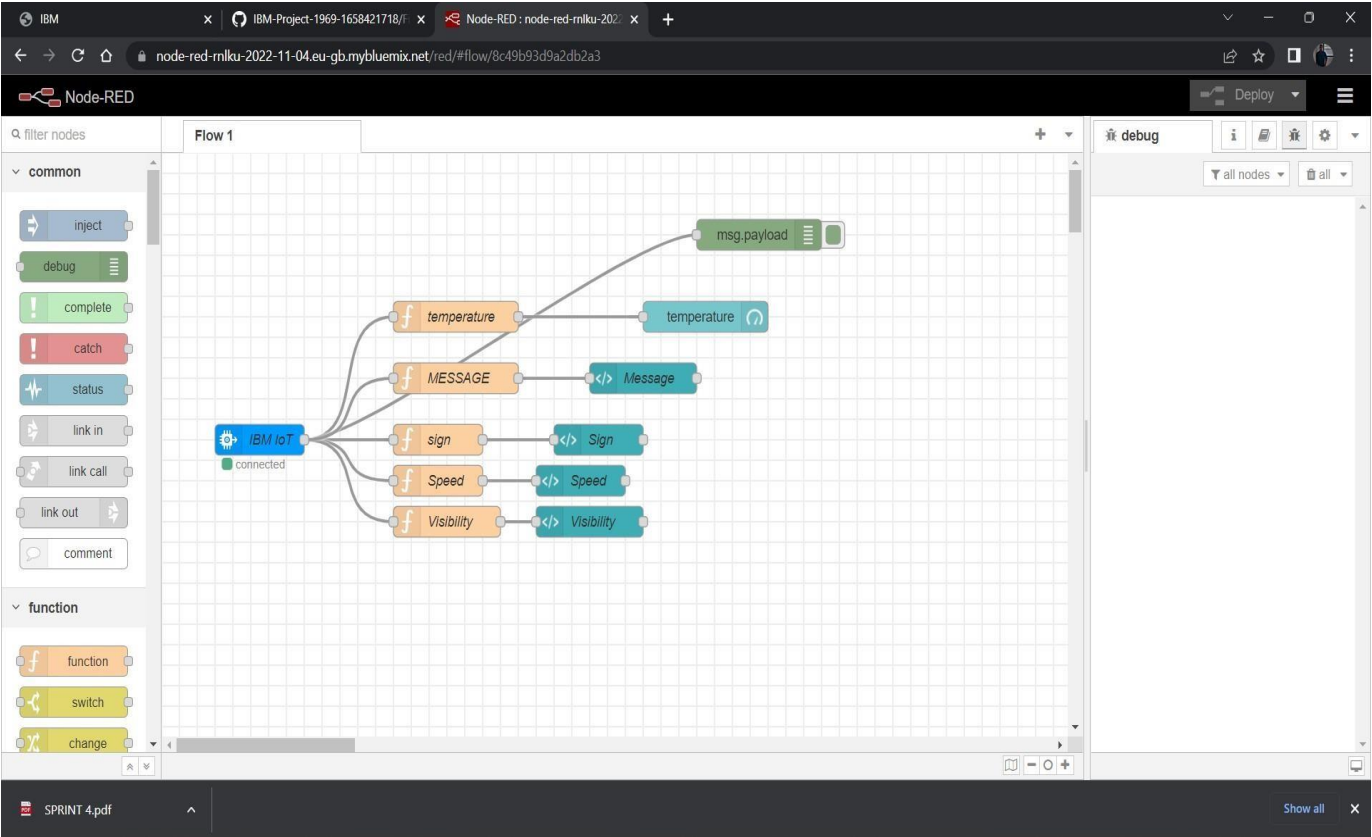 IBM
IBM-Project-1969-1658421718/F
Node-RED : node-red-rnlku-2022
node-red-rnlku-2022-11-04.eu-gb.mybluemix.net/red/#flow/8c49b93d9a2db2a3
Node-RED
Deploy
filter nodes
Flow 1
debug
i
common
all nodes
all
inject
msg.payload
debug
complete
temperature
temperature
catch
MESSAGE
</> Message
status
link in
IBM IoT
sign
</> Sign
connected
link call
Speed
</> Speed
link out
Visibility
</> Visibility
comment
function
function
switch
change
SPRINT 4.pdf
Show all